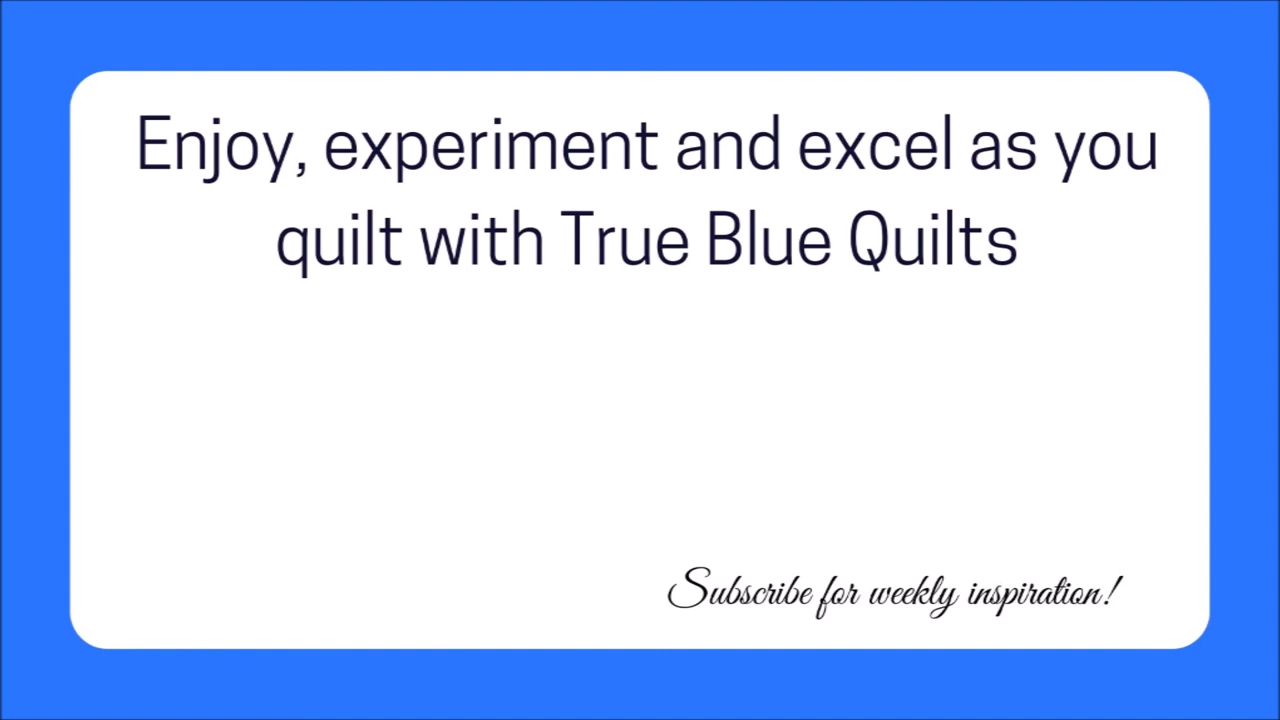 Enjoy, experiment and excel as you
quilt with True Blue Quilts
Subscribe for weekly inspiration!